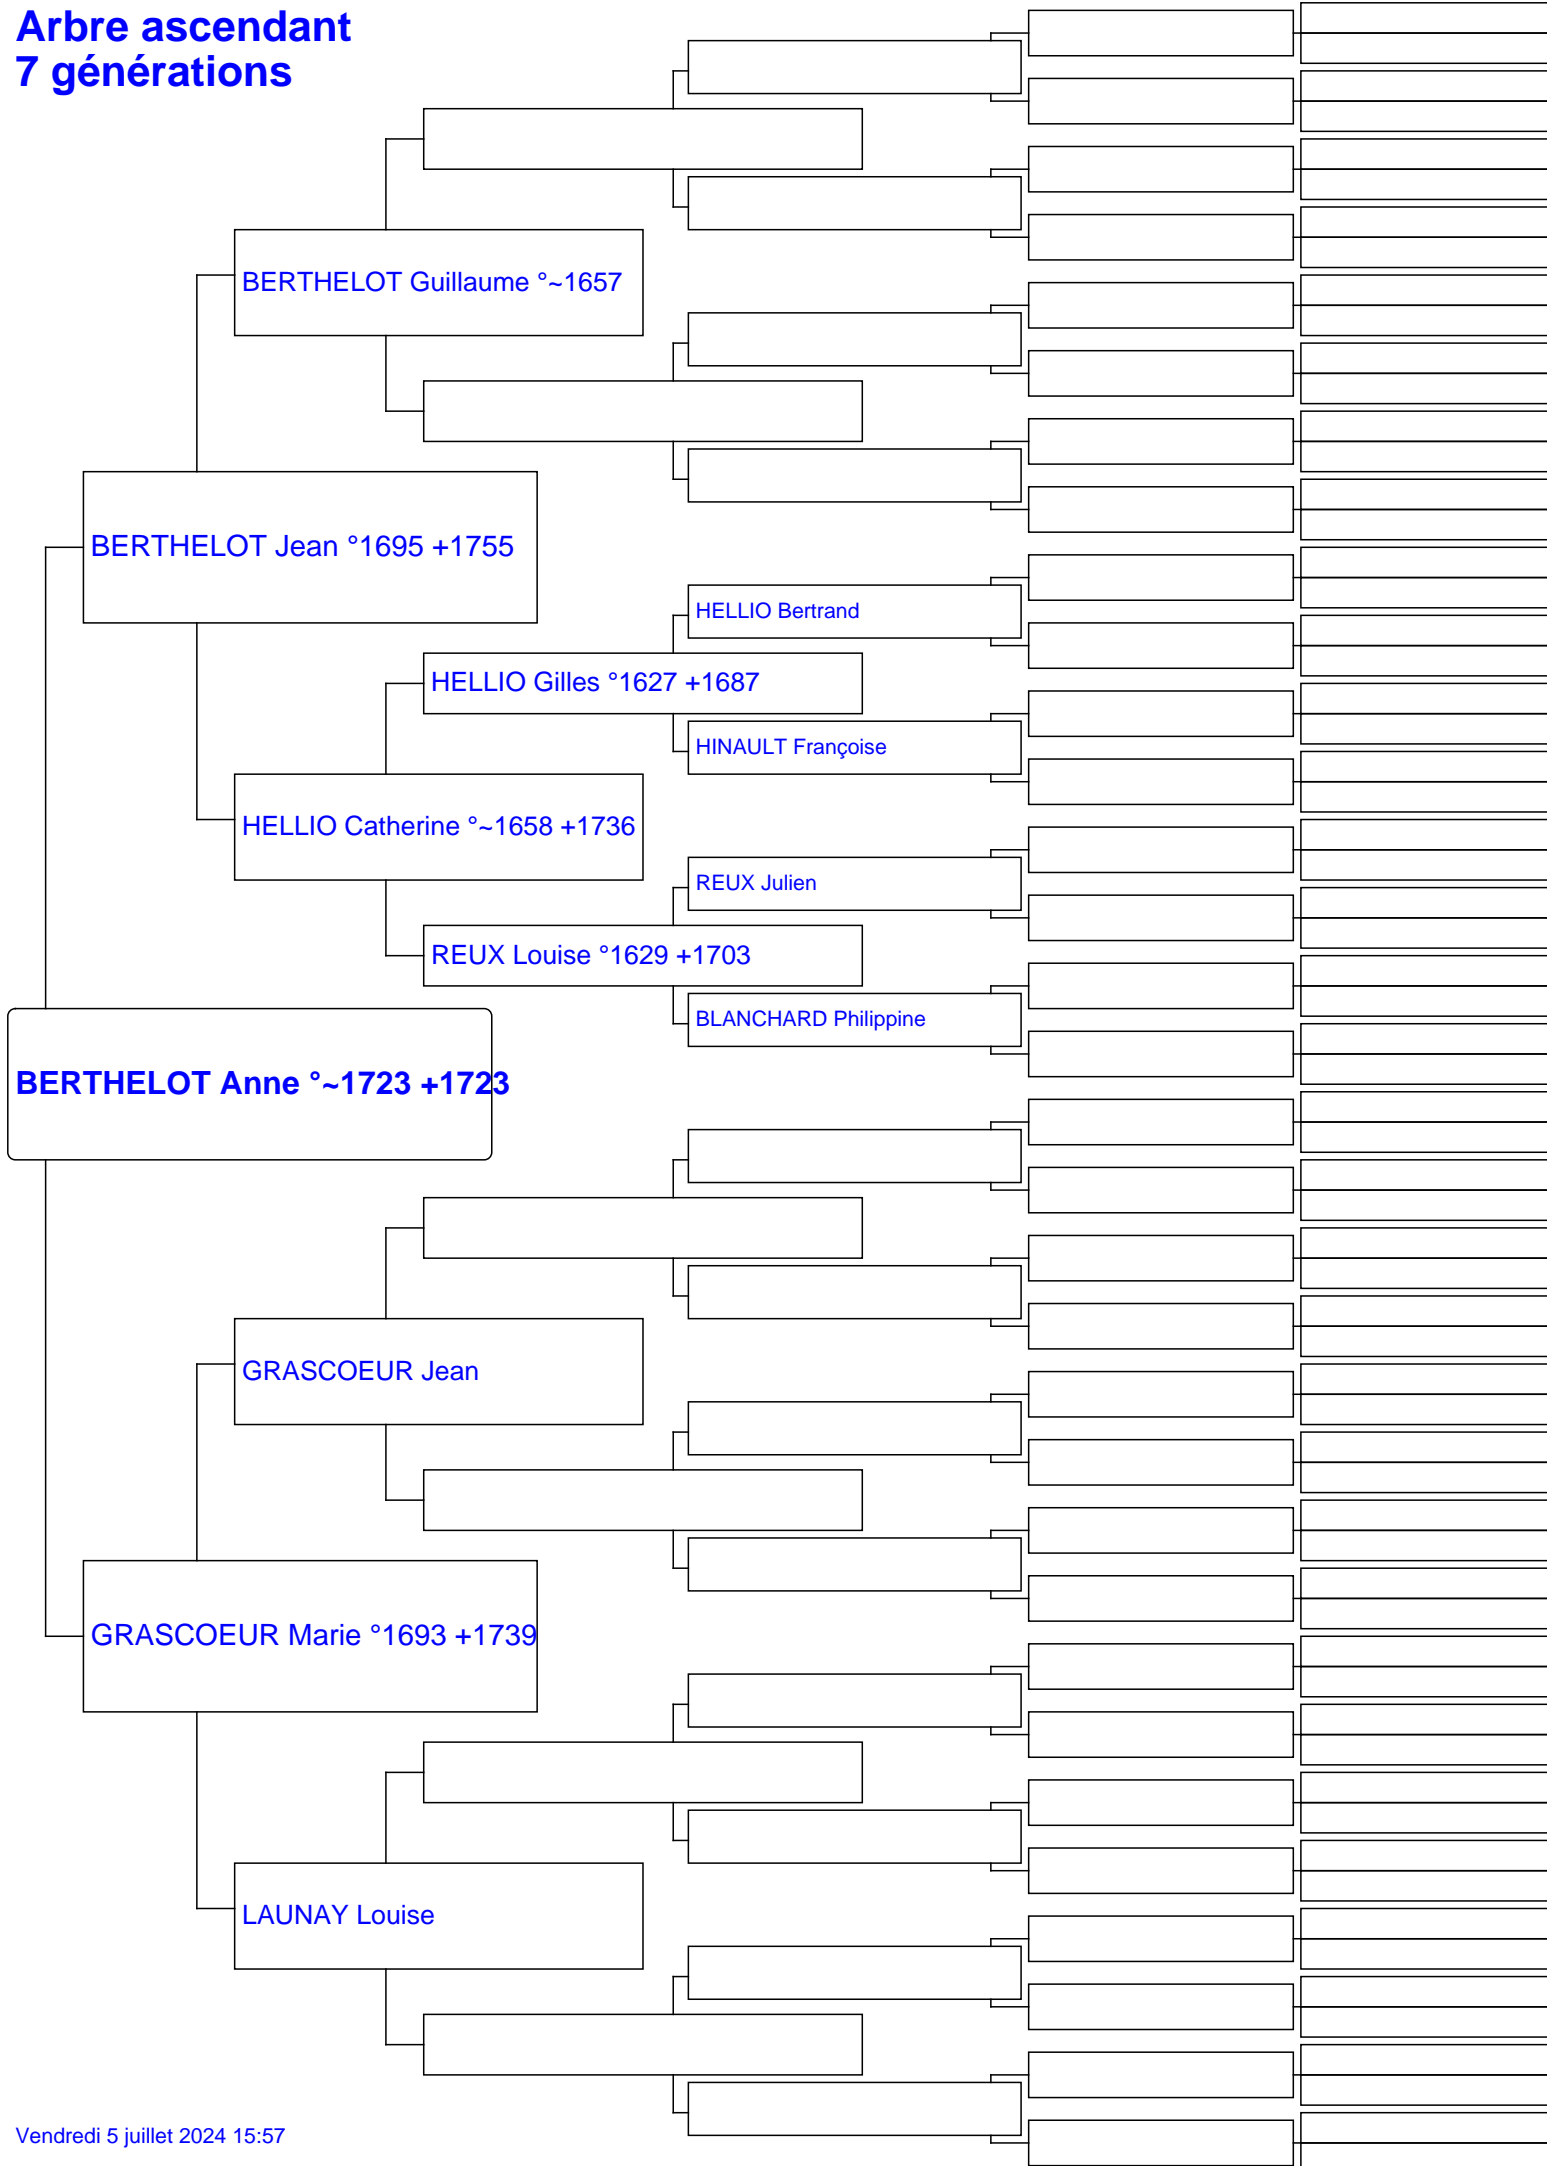 Arbre ascendant
7 générations
BERTHELOT Guillaume °~1657
BERTHELOT Jean °1695 +1755
HELLIO Bertrand
HELLIO Gilles °1627 +1687
HINAULT Françoise
HELLIO Catherine °~1658 +1736
REUX Julien
REUX Louise °1629 +1703
BLANCHARD Philippine
BERTHELOT Anne °~1723 +1723
GRASCOEUR Jean
GRASCOEUR Marie °1693 +1739
LAUNAY Louise
Vendredi 5 juillet 2024 15:57